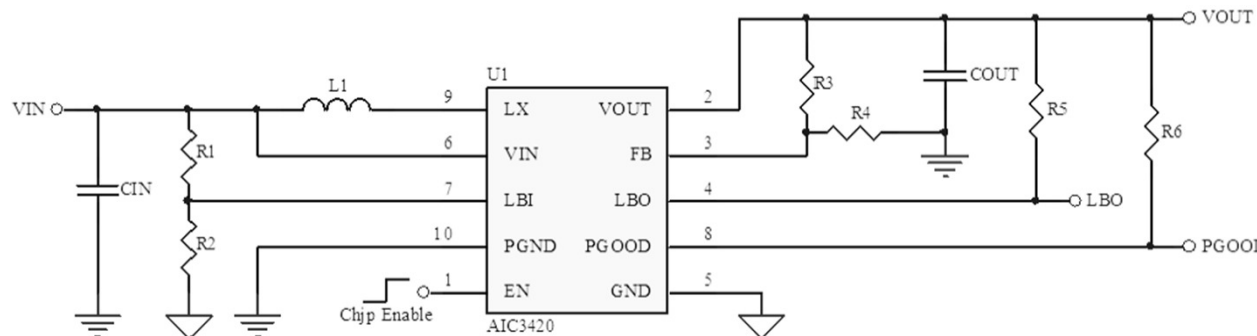 VOUT
U1
L1
R3
COUT
VIN
9
LX
VOUT
2
R4
R5
R6
R1
6
VIN
FB
3
CIN
7
LBI
LBO
4
LBO
R2
10
PGND
PGOOD
8
PGOOD
1
EN
GND
5
Chjp Enable
AIC3420